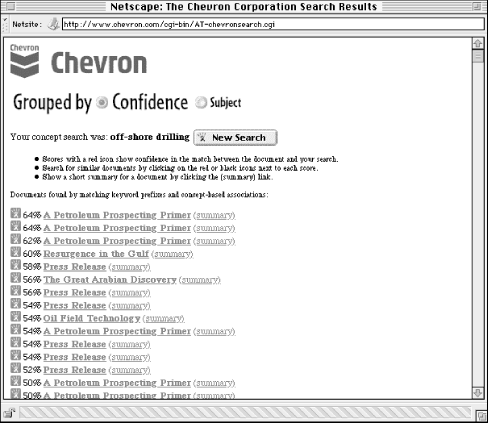 Netscape: The Chevron Corporation Search Results
Netsite: http://www.chevron.com/cgi-bin/AT-chevronsearch.cgi
Chevron
Chevron
Grouped by Confidence Subject
Your concept search was: off-shore drilling New Search
• Scores with a red icon show confidence in the match between the document and your search.
• Search for similar documents by clicking on the red or black icons next to each score.
• Show a short summary for a document by clicking the (summary) link.
Documents found by matching keyword prefixes and concept-based associations:
64% A Petroleum Prospecting Primer (summary)
64% A Petroleum Prospecting Primer (summary)
62% A Petroleum Prospecting Primer (summary)
60% Resurgence in the Gulf (summary)
58% Press Release (summary)
56% The Great Arabian Discovery (summary)
56% Press Release (summary)
54% Press Release (summary)
54% Oil Field Technology (summary)
54% A Petroleum Prospecting Primer (summary)
54% Press Release (summary)
54% Press Release (summary)
52% Press Release (summary)
50% A Petroleum Prospecting Primer (summary)
50% Press Release (summary)